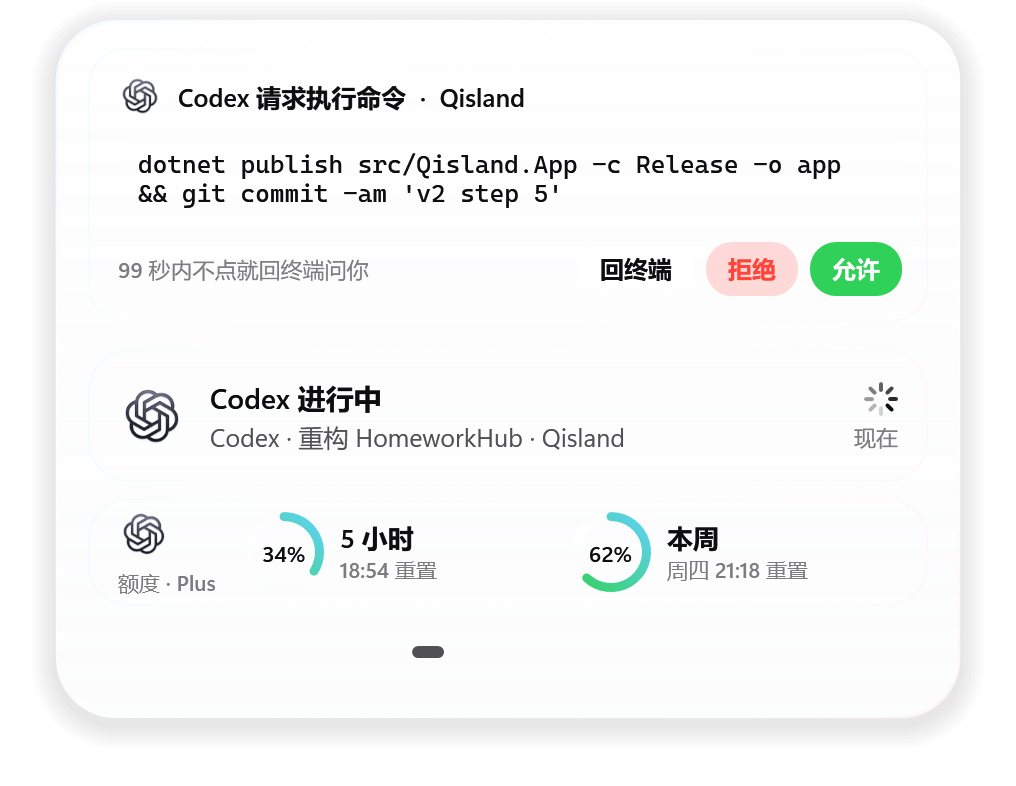 Codex 请求执行命令 · Qisland
dotnet publish src/Qisland.App -c Release -o app
&& git commit -am 'v2 step 5'
99 秒内不点就回终端问你
回终端
拒绝
允许
Codex 进行中
Codex · 重构 HomeworkHub · Qisland
现在
额度 · Plus
34%
5 小时
18:54 重置
62%
本周
周四 21:18 重置